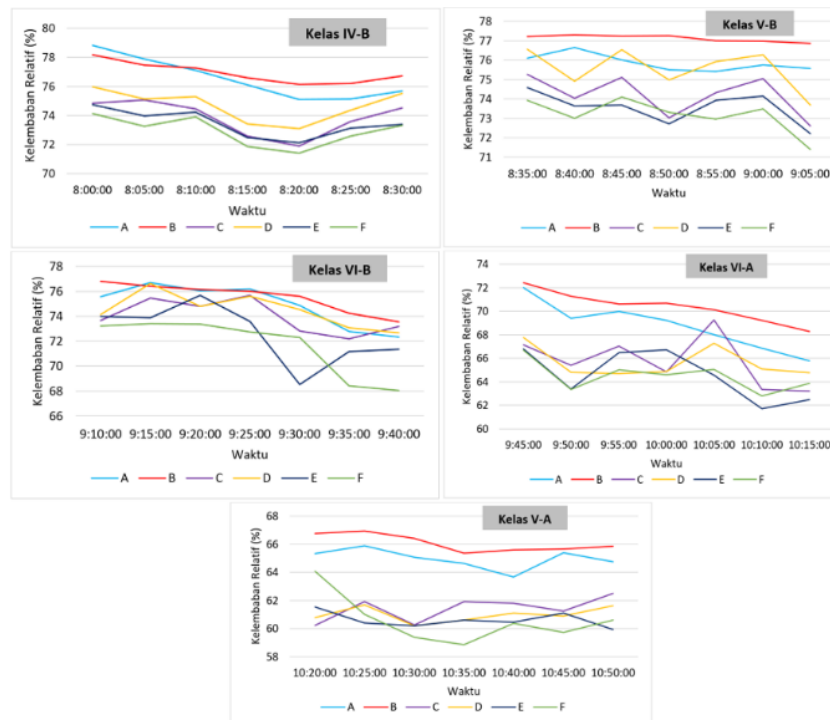 Kelas IV-B
Kelembaban Relatif (%)
80
78
76
74
72
70
8:00:00 8:05:00 8:10:00 8:15:00 8:20:00 8:25:00 8:30:00
Waktu
A B C D E F
Kelas V-B
Kelembaban Relatif (%)
78
77
76
75
74
73
72
71
8:35:00 8:40:00 8:45:00 8:50:00 8:55:00 9:00:00 9:05:00
Waktu
A B C D E F
Kelas VI-B
Kelembaban Relatif (%)
78
76
74
72
70
68
66
9:10:00 9:15:00 9:20:00 9:25:00 9:30:00 9:35:00 9:40:00
Waktu
A B C D E F
Kelas VI-A
Kelembaban Relatif (%)
74
72
70
68
66
64
62
60
9:45:00 9:50:00 9:55:00 10:00:00 10:05:00 10:10:00 10:15:00
Waktu
A B C D E F
Kelas V-A
Kelembaban Relatif (%)
68
66
64
62
60
58
10:20:00 10:25:00 10:30:00 10:35:00 10:40:00 10:45:00 10:50:00
Waktu
A B C D E F